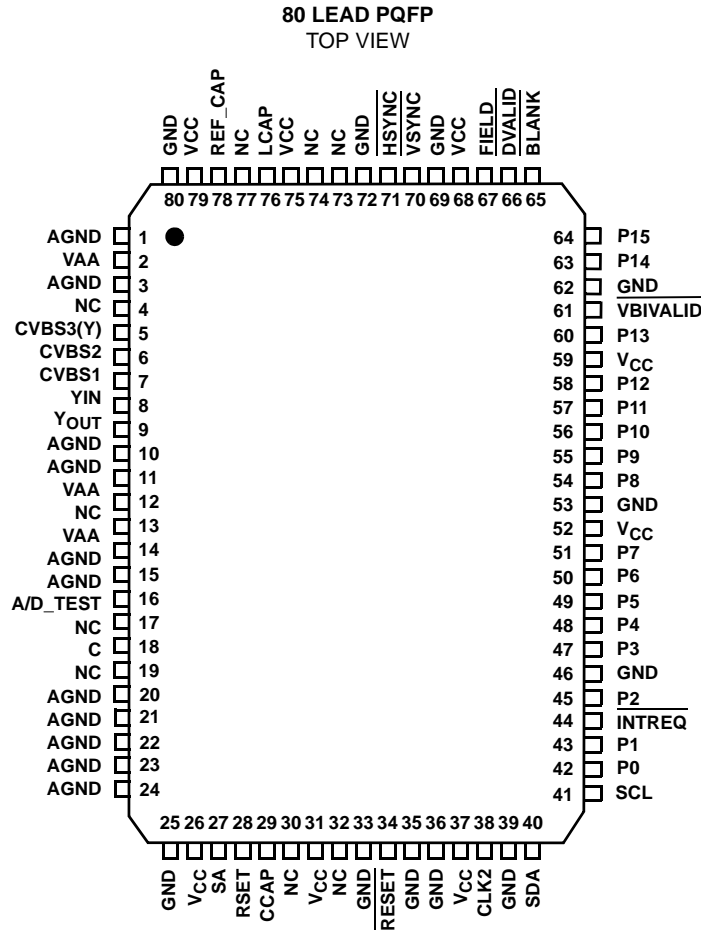 80 LEAD PQFP
TOP VIEW
GND VCC REF_CAP NC LCAP VCC NC NC GND HSYNC VSYNC GND VCC FIELD DVALID BLANK
80 79 78 77 76 75 74 73 72 71 70 69 68 67 66 65
AGND 1 64 P15
VAA 2 63 P14
AGND 3 62 GND
NC 4 61 VBIVALID
CVBS3(Y) 5 60 P13
CVBS2 6 59 VCC
CVBS1 7 58 P12
YIN 8 57 P11
YOUT 9 56 P10
AGND 10 55 P9
AGND 11 54 P8
VAA 12 53 GND
NC 13 52 VCC
VAA 14 51 P7
AGND 15 50 P6
AGND 16 49 P5
A/D_TEST 17 48 P4
NC 18 47 P3
C 19 46 GND
NC 20 45 P2
AGND 21 44 INTREQ
AGND 22 43 P1
AGND 23 42 P0
AGND 24 41 SCL
AGND
25 26 27 28 29 30 31 32 33 34 35 36 37 38 39 40
GND VCC SA RSET CCAP NC VCC NC GND RESET GND GND VCC CLK2 GND SDA